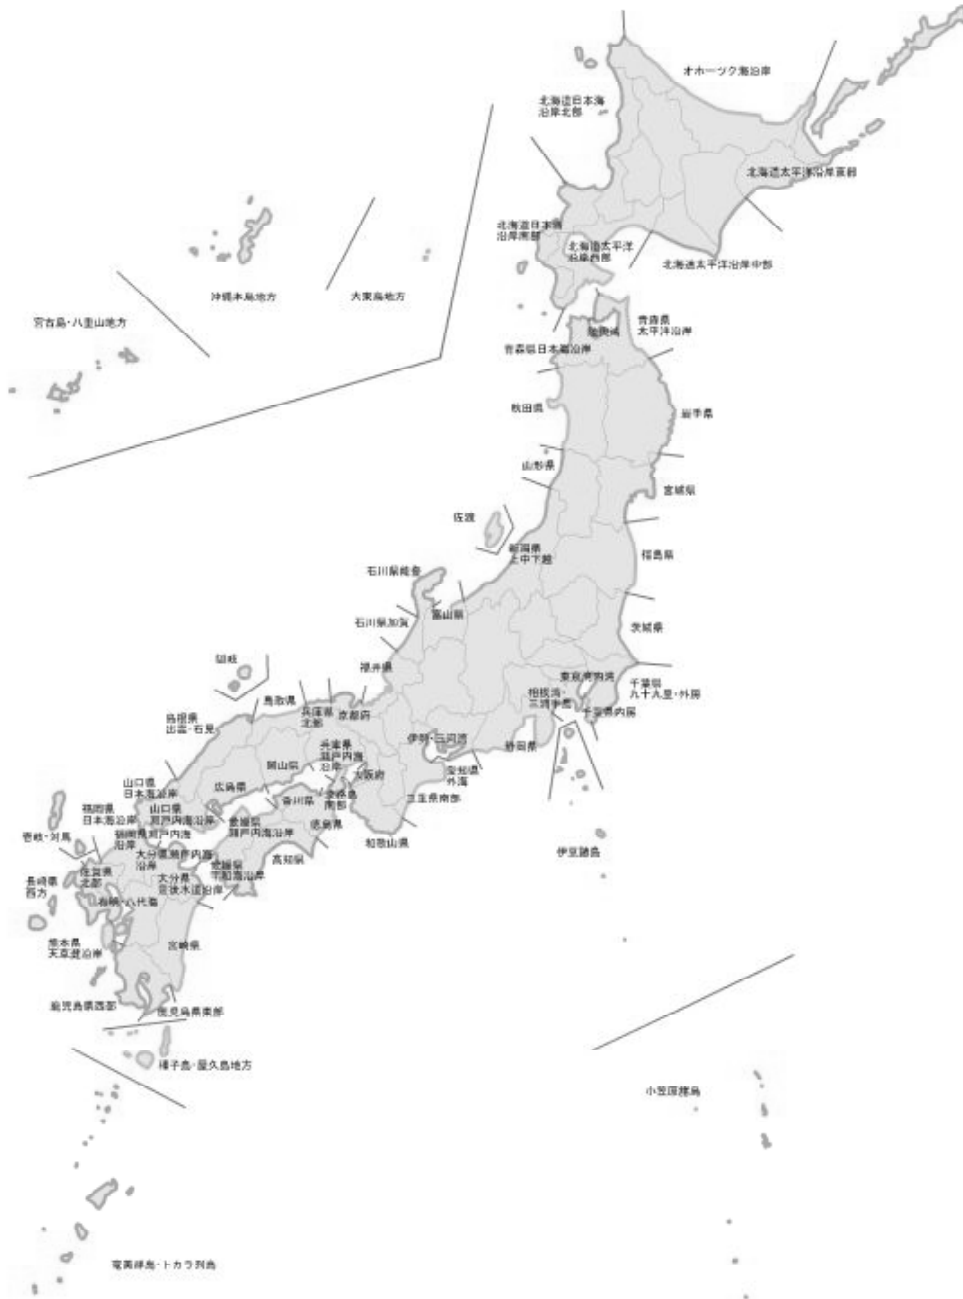 オホーツク海沿岸
北海道日本海
沿岸北部
北海道太平洋沿岸東部
北海道日本海
沿岸南部
北海道太平洋
沿岸西部
北海道太平洋沿岸中部
沖縄本島地方
大東島地方
宮古島・八重山地方
青森県
太平洋沿岸
陸奥湾
青森県日本海沿岸
秋田県
岩手県
山形県
宮城県
佐渡
新潟県
上中下越
福島県
石川県能登
富山県
石川県加賀
茨城県
隠岐
福井県
東京湾内湾
千葉県
九十九里・外房
相模湾・
三浦半島
千葉県内房
鳥取県
兵庫県
北部
京都府
島根県
出雲・石見
伊勢・三河湾
静岡県
兵庫県
瀬戸内海
沿岸
岡山県
大阪府
愛知県
外海
山口県
日本海沿岸
広島県
香川県
淡路島
南部
三重県南部
福岡県
日本海沿岸
山口県
瀬戸内海沿岸
愛媛県
瀬戸内海沿岸
徳島県
壱岐・対馬
福岡県瀬戸内海
沿岸
和歌山県
大分県瀬戸内海
沿岸
高知県
伊豆諸島
佐賀県
北部
愛媛県
宇和海沿岸
長崎県
西方
大分県
豊後水道沿岸
有明・八代海
熊本県
天草灘沿岸
宮崎県
鹿児島県西部
鹿児島県東部
種子島・屋久島地方
小笠原諸島
奄美群島・トカラ列島